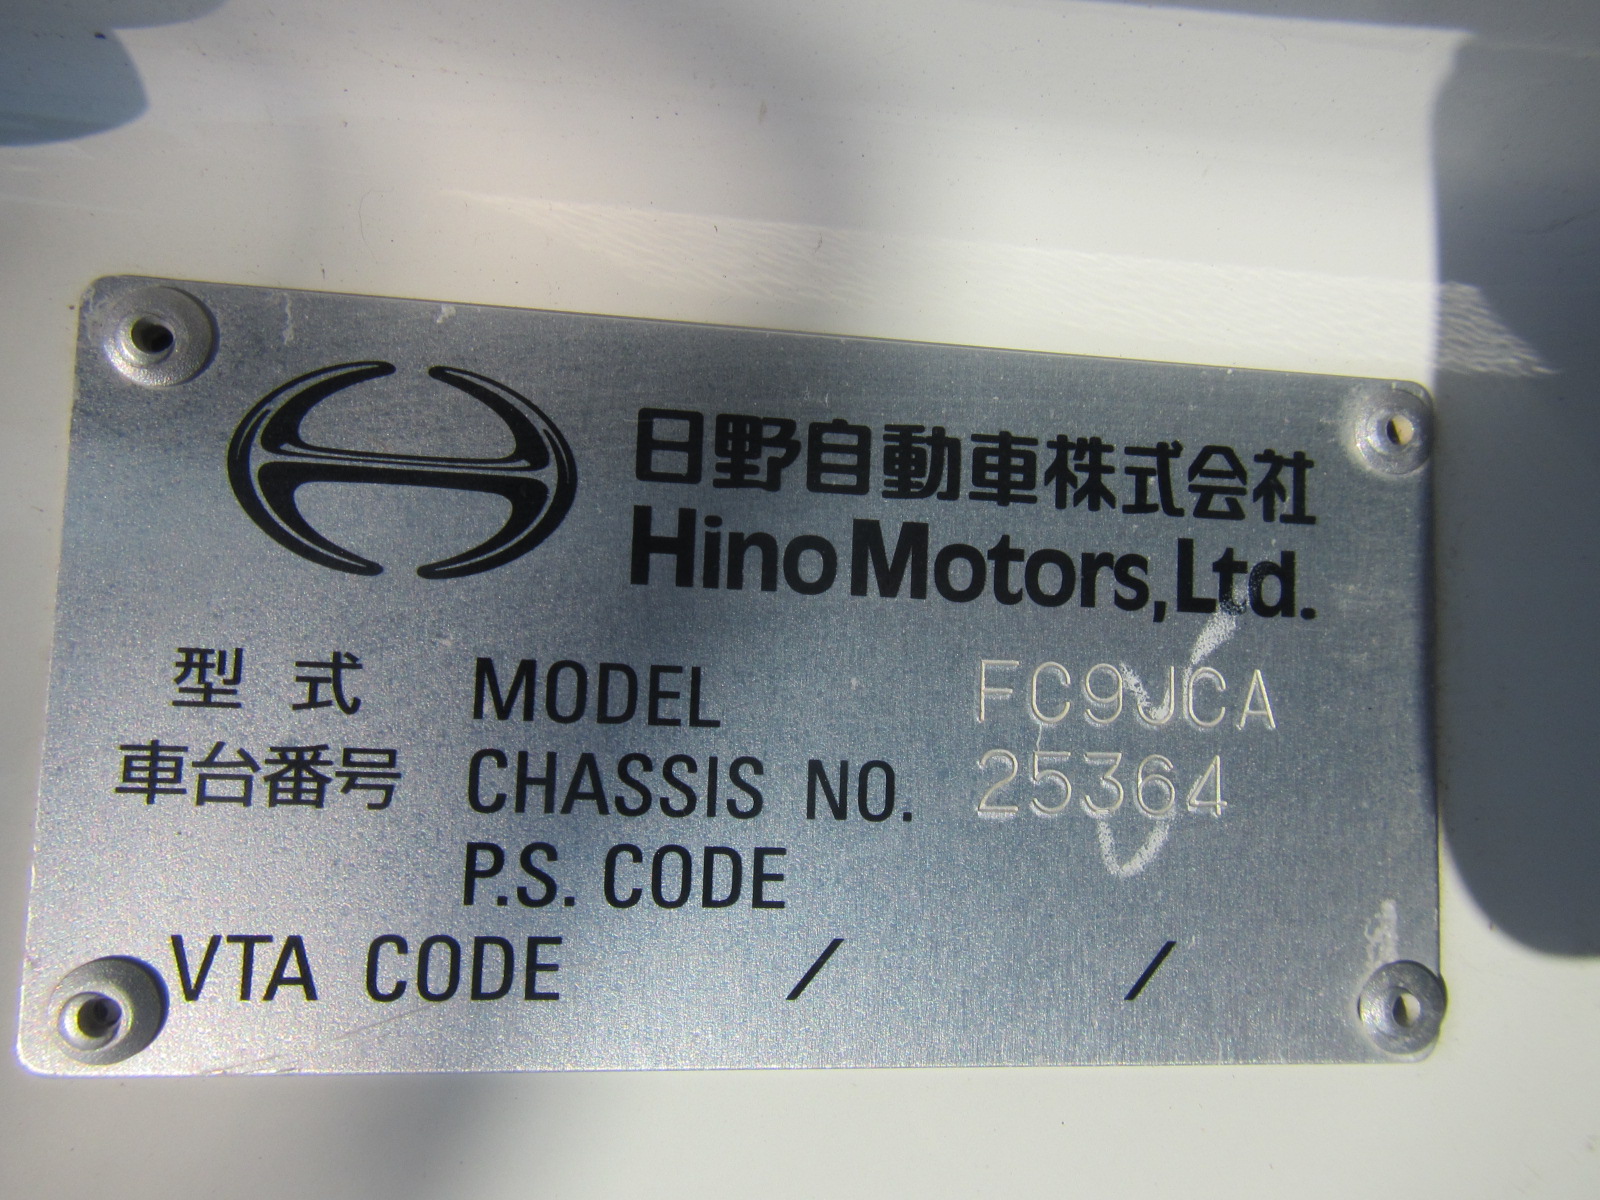 日野自動車株式会社
Hino Motors, Ltd.
型 式 MODEL FC9JCA
車台番号 CHASSIS NO. 25364
P.S. CODE
VTA CODE / /